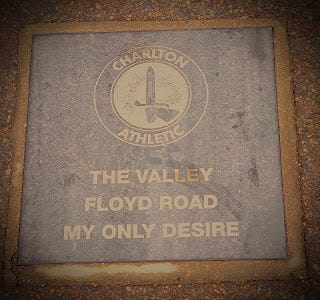 CHARLTON
ATHLETIC
THE VALLEY
FLOYD ROAD
MY ONLY DESIRE